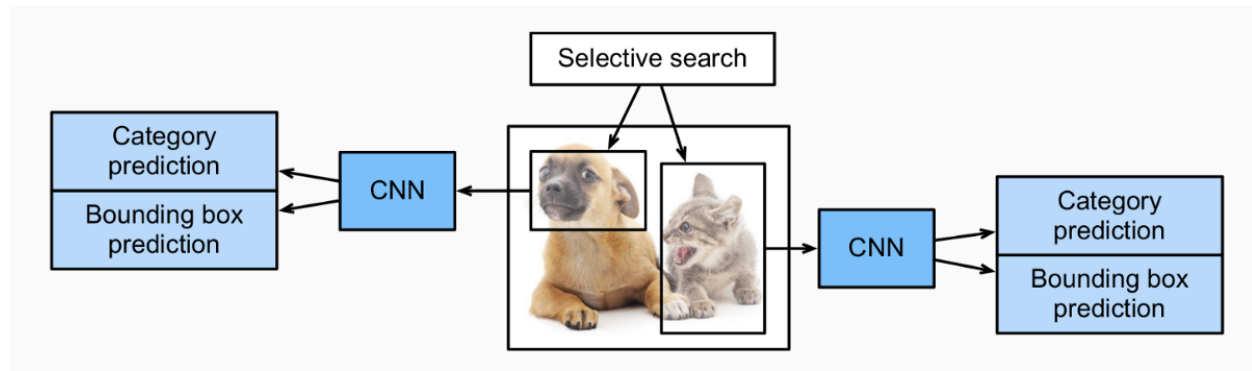 Selective search
Category
prediction
Bounding box
prediction
CNN
CNN
Category
prediction
Bounding box
prediction